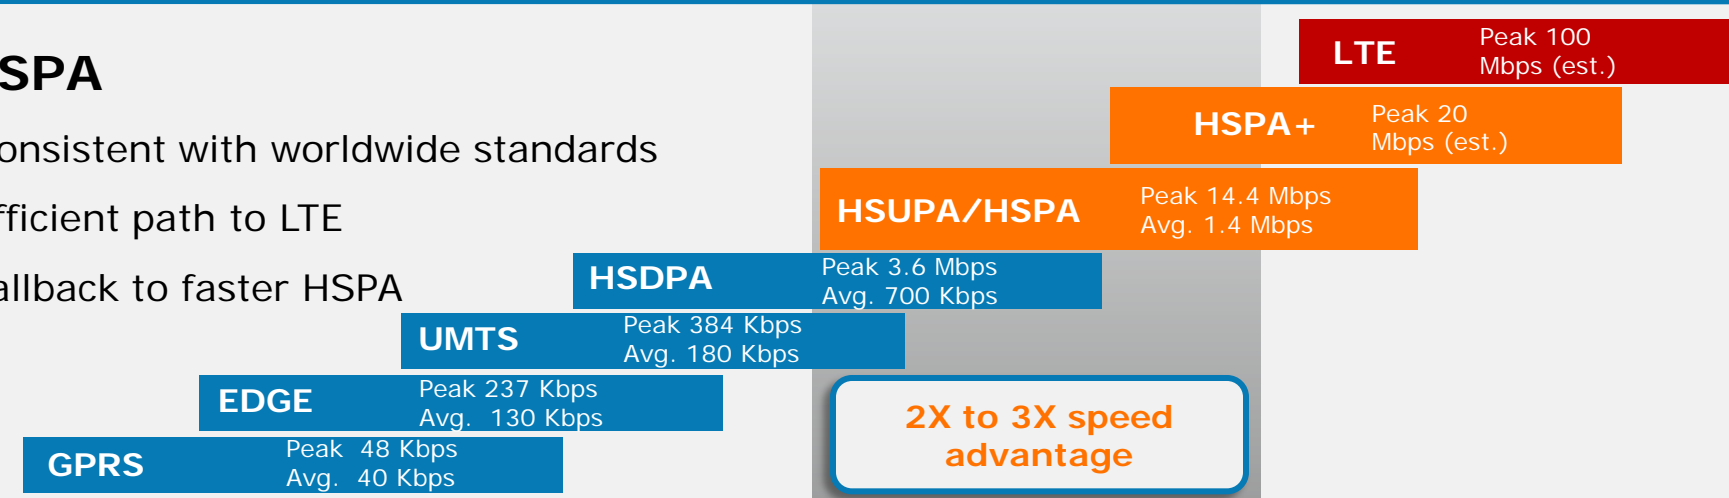 LTE
Peak 100
Mbps (est.)
SPA
HSPA+
Peak 20
Mbps (est.)
onsistent with worldwide standards
HSUPA/HSPA
Peak 14.4 Mbps
Avg. 1.4 Mbps
fficient path to LTE
allback to faster HSPA
HSDPA
Peak 3.6 Mbps
Avg. 700 Kbps
UMTS
Peak 384 Kbps
Avg. 180 Kbps
EDGE
Peak 237 Kbps
Avg. 130 Kbps
2X to 3X speed
advantage
GPRS
Peak 48 Kbps
Avg. 40 Kbps